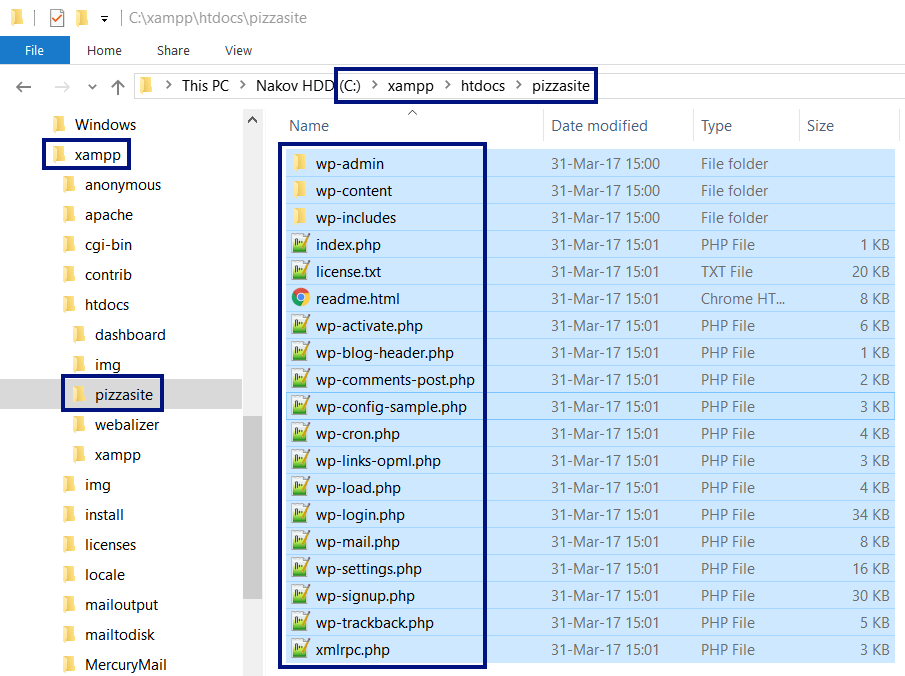 C:\xampp\htdocs\pizzasite
File Home Share View
This PC Nakov HDD (C:) xampp htdocs pizzasite
Windows
xampp
anonymous
apache
cgi-bin
contrib
htdocs
dashboard
img
pizzasite
webalizer
xampp
img
install
licenses
locale
mailoutput
mailtodisk
MercuryMail
Name Date modified Type Size
wp-admin 31-Mar-17 15:00 File folder
wp-content 31-Mar-17 15:00 File folder
wp-includes 31-Mar-17 15:00 File folder
index.php 31-Mar-17 15:01 PHP File 1 KB
license.txt 31-Mar-17 15:01 TXT File 20 KB
readme.html 31-Mar-17 15:01 Chrome HT... 8 KB
wp-activate.php 31-Mar-17 15:01 PHP File 6 KB
wp-blog-header.php 31-Mar-17 15:01 PHP File 1 KB
wp-comments-post.php 31-Mar-17 15:01 PHP File 2 KB
wp-config-sample.php 31-Mar-17 15:01 PHP File 3 KB
wp-cron.php 31-Mar-17 15:01 PHP File 4 KB
wp-links-opml.php 31-Mar-17 15:01 PHP File 3 KB
wp-load.php 31-Mar-17 15:01 PHP File 4 KB
wp-login.php 31-Mar-17 15:01 PHP File 34 KB
wp-mail.php 31-Mar-17 15:01 PHP File 8 KB
wp-settings.php 31-Mar-17 15:01 PHP File 16 KB
wp-signup.php 31-Mar-17 15:01 PHP File 30 KB
wp-trackback.php 31-Mar-17 15:01 PHP File 5 KB
xmlrpc.php 31-Mar-17 15:01 PHP File 3 KB